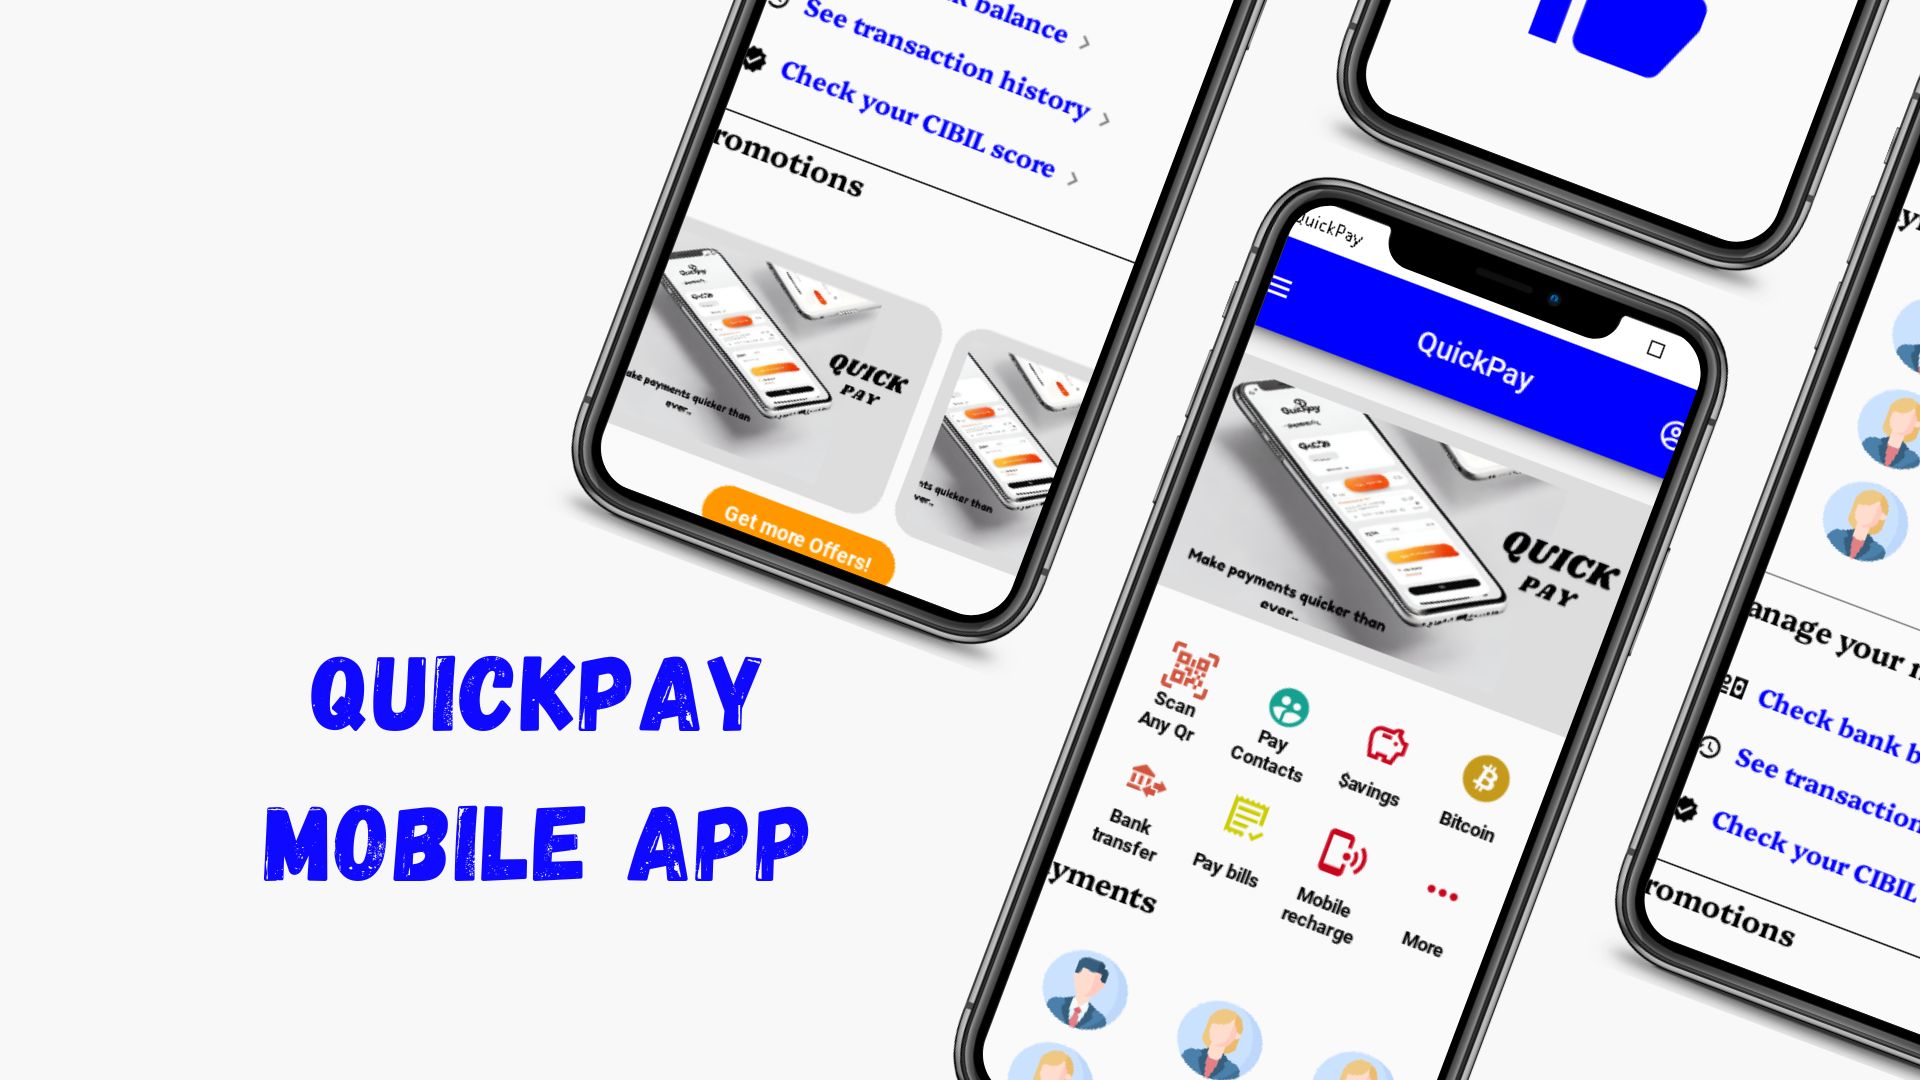 balance
See transaction history
Check your CIBIL score
romotions
QUICK
PAY
ake payments quicker than
ever..
nts quicker than
ver..
Get more Offers!
QUICKPAY
MOBILE APP
QuickPay
QuickPay
Quickpay
QUICK
PAY
Make payments quicker than
ever..
Scan
Any Qr
Pay
Contacts
$avings
Bitcoin
Bank
transfer
Pay bills
Mobile
recharge
More
yments
anage your
Check bank b
See transaction
Check your CIBIL
romotions